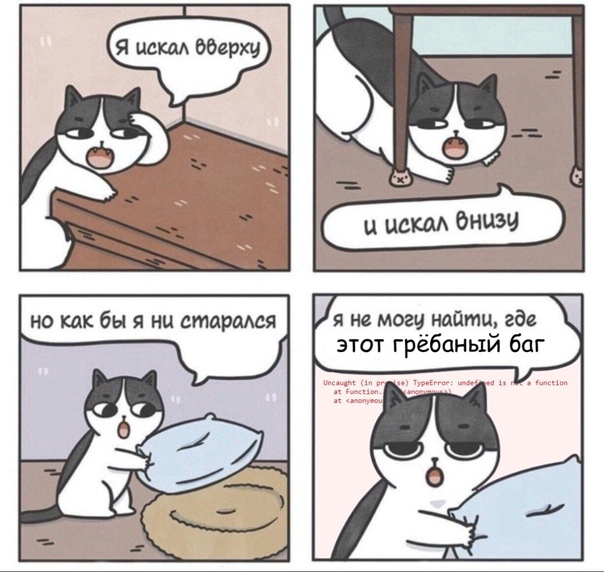 Я искал вверху
и искал внизу
но как бы я ни старался
я не могу найти, где
этот грёбаный баг
Uncaught (in promise) TypeError: undefined is not a function
at Function. (anonymous>)
at <anonymou